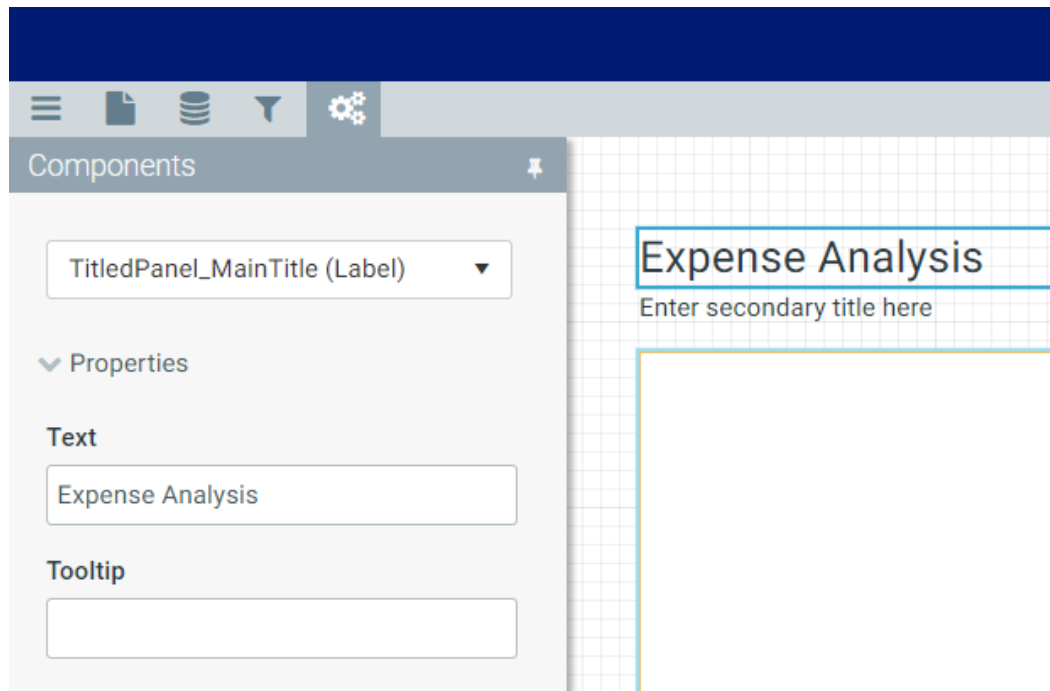 Components
TitledPanel_MainTitle (Label)
Properties
Text
Expense Analysis
Tooltip
Expense Analysis
Enter secondary title here